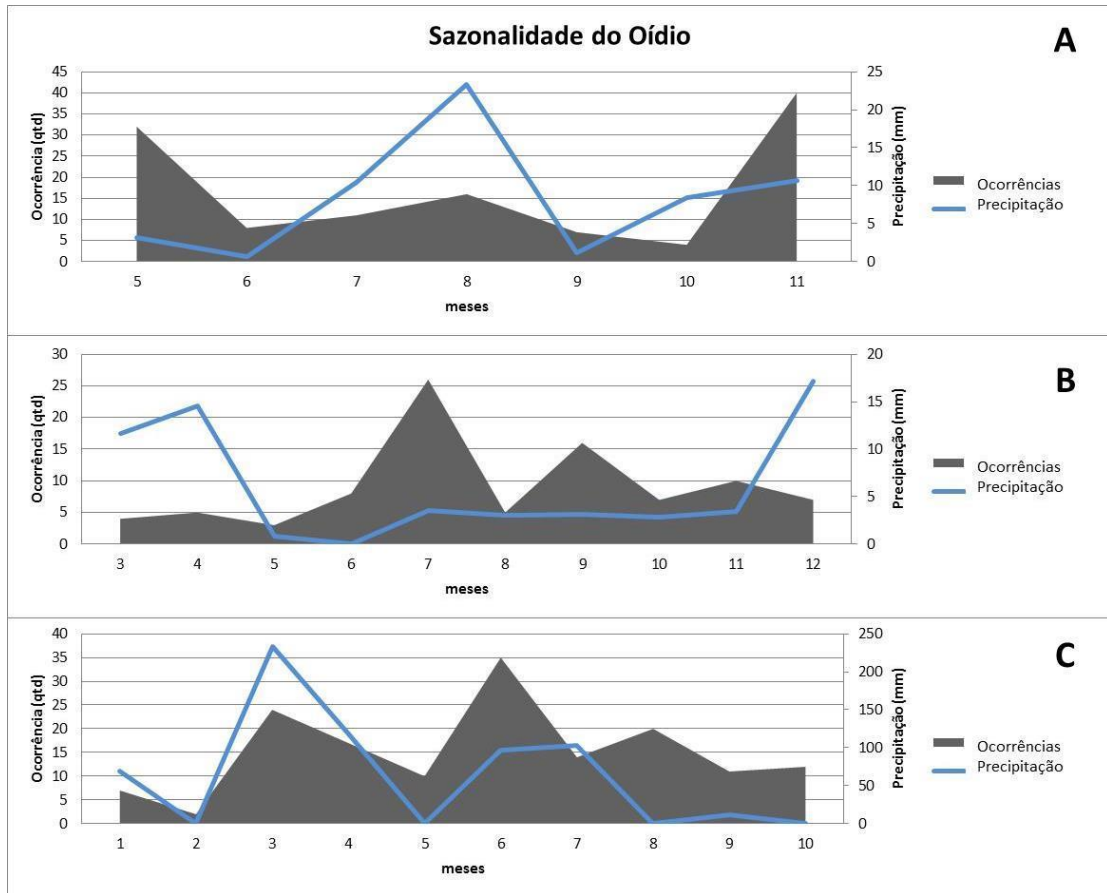 Sazonalidade do Oídio
A
Ocorrência (qtd)
45
40
35
30
25
20
15
10
5
0
25
20
15
10
5
0
Precipitação (mm)
5 6 7 8 9 10 11
meses
Ocorrências
Precipitação
B
Ocorrência (qtd)
30
25
20
15
10
5
0
20
15
10
5
0
Precipitação (mm)
3 4 5 6 7 8 9 10 11 12
meses
Ocorrências
Precipitação
C
Ocorrência (qtd)
40
35
30
25
20
15
10
5
0
250
200
150
100
50
0
Precipitação (mm)
1 2 3 4 5 6 7 8 9 10
meses
Ocorrências
Precipitação